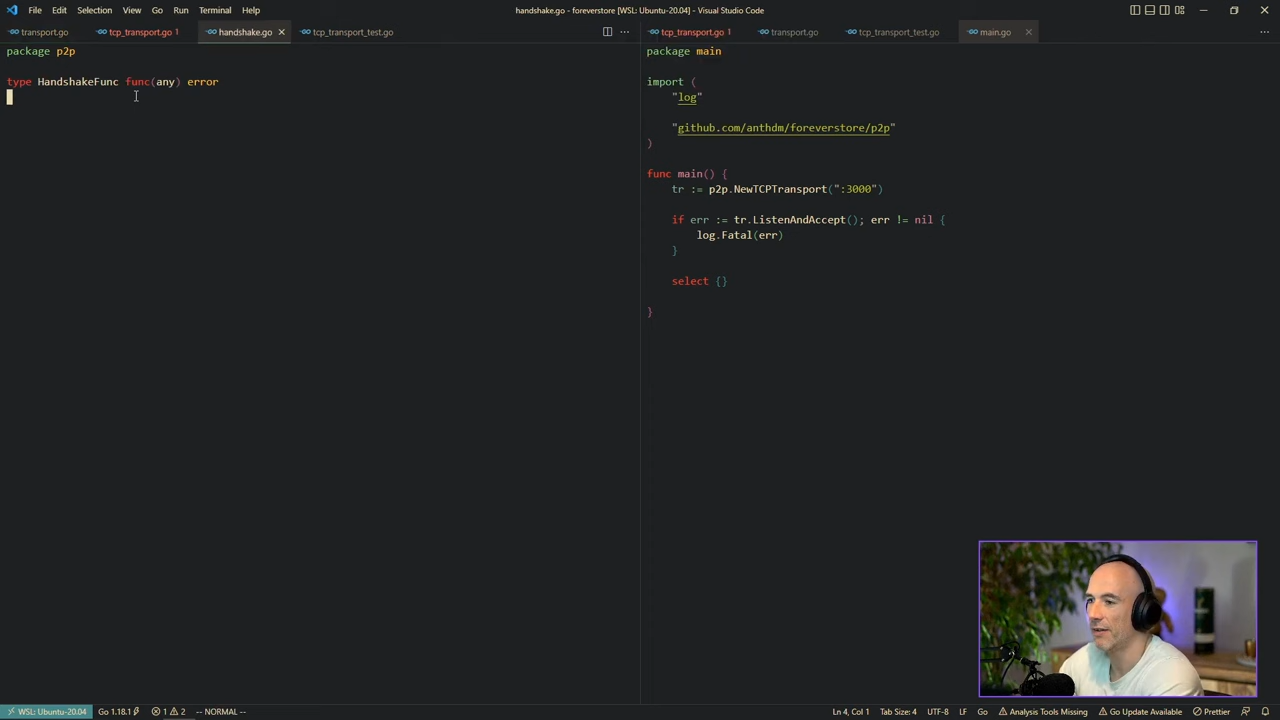 File Edit Selection View Go Run Terminal Help
handshake.go - foreverstore [WSL: Ubuntu-20.04] - Visual Studio Code
transport.go tcp_transport.go 1 handshake.go tcp_transport_test.go
package p2p
type HandshakeFunc func(any) error
tcp_transport.go 1 transport.go tcp_transport_test.go main.go
package main
import (
"log"
"github.com/anthdm/foreverstore/p2p"
)
func main() {
tr := p2p.NewTCPTransport(":3000")
if err := tr.ListenAndAccept(); err != nil {
log.Fatal(err)
}
select {}
}
WSL: Ubuntu-20.04 Go 1.18.1 1 2 -- NORMAL -- Ln 4, Col 1 Tab Size: 4 UTF-8 LF Go Analysis Tools Missing Go Update Available Prettier